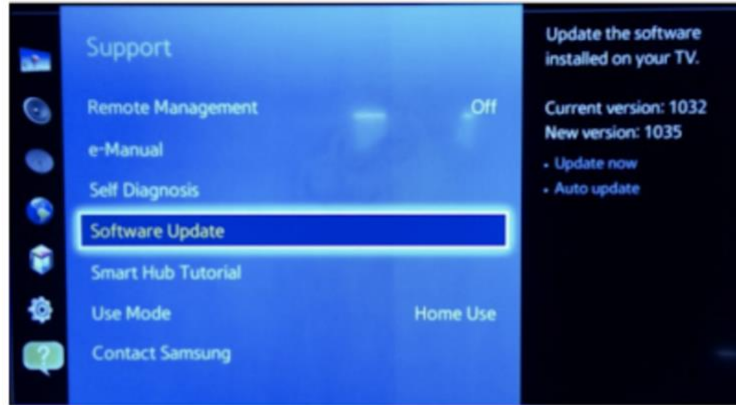 Support
Remote Management Off
e-Manual
Self Diagnosis
Software Update
Smart Hub Tutorial
Use Mode Home Use
Contact Samsung
?
Update the software
installed on your TV.
Current version: 1032
New version: 1035
• Update now
• Auto update